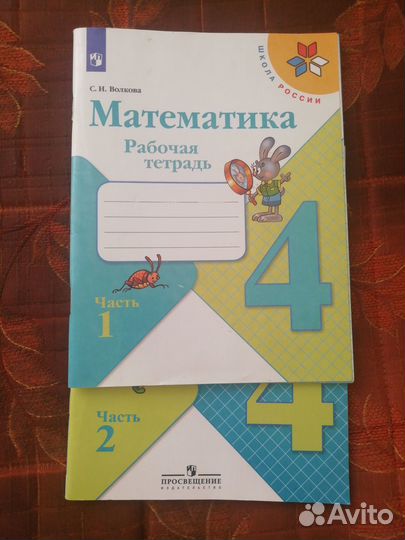 ШКОЛА РОССИИ
С. И. Волкова
Математика
Рабочая
тетрадь
4
Часть
1
Часть
2
4
ПРОСВЕЩЕНИЕ
ИЗДАТЕЛЬСТВО
Avito